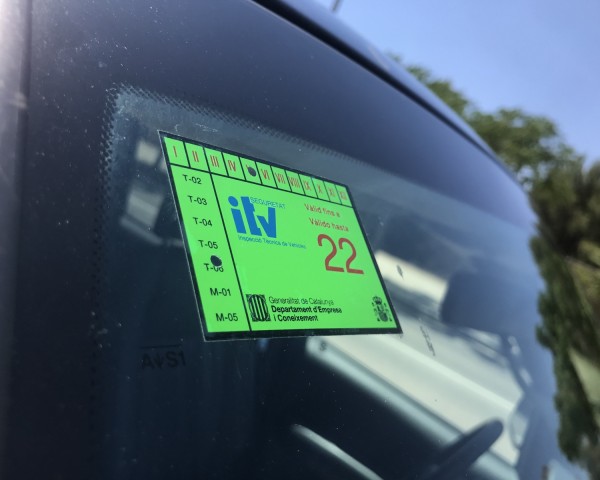 I II III IV VI VII VIII IX X XI XII
T-02
T-03
T-04
T-05
T-06
M-01
M-05
SEGURETAT
itv
Inspecció Tècnica de Vehicles
Vàlid fins a
Válido hasta
22
Generalitat de Catalunya
Departament d'Empresa
i Coneixement